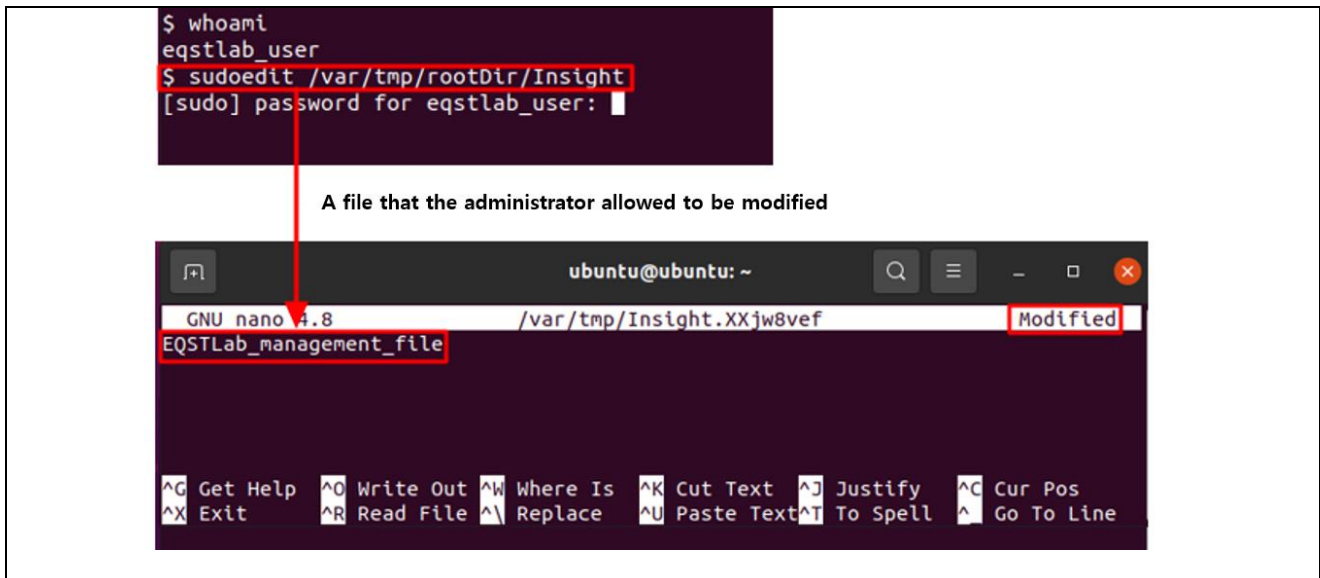 $ whoami
eqstlab_user
$ sudoedit /var/tmp/rootDir/Insight
[sudo] password for eqstlab_user:
A file that the administrator allowed to be modified
ubuntu@ubuntu: ~
GNU nano 4.8 /var/tmp/Insight.XXjw8vef Modified
EQSTLab_management_file
^G Get Help ^O Write Out ^W Where Is ^K Cut Text ^J Justify ^C Cur Pos
^X Exit ^R Read File ^\ Replace ^U Paste Text ^T To Spell ^_ Go To Line